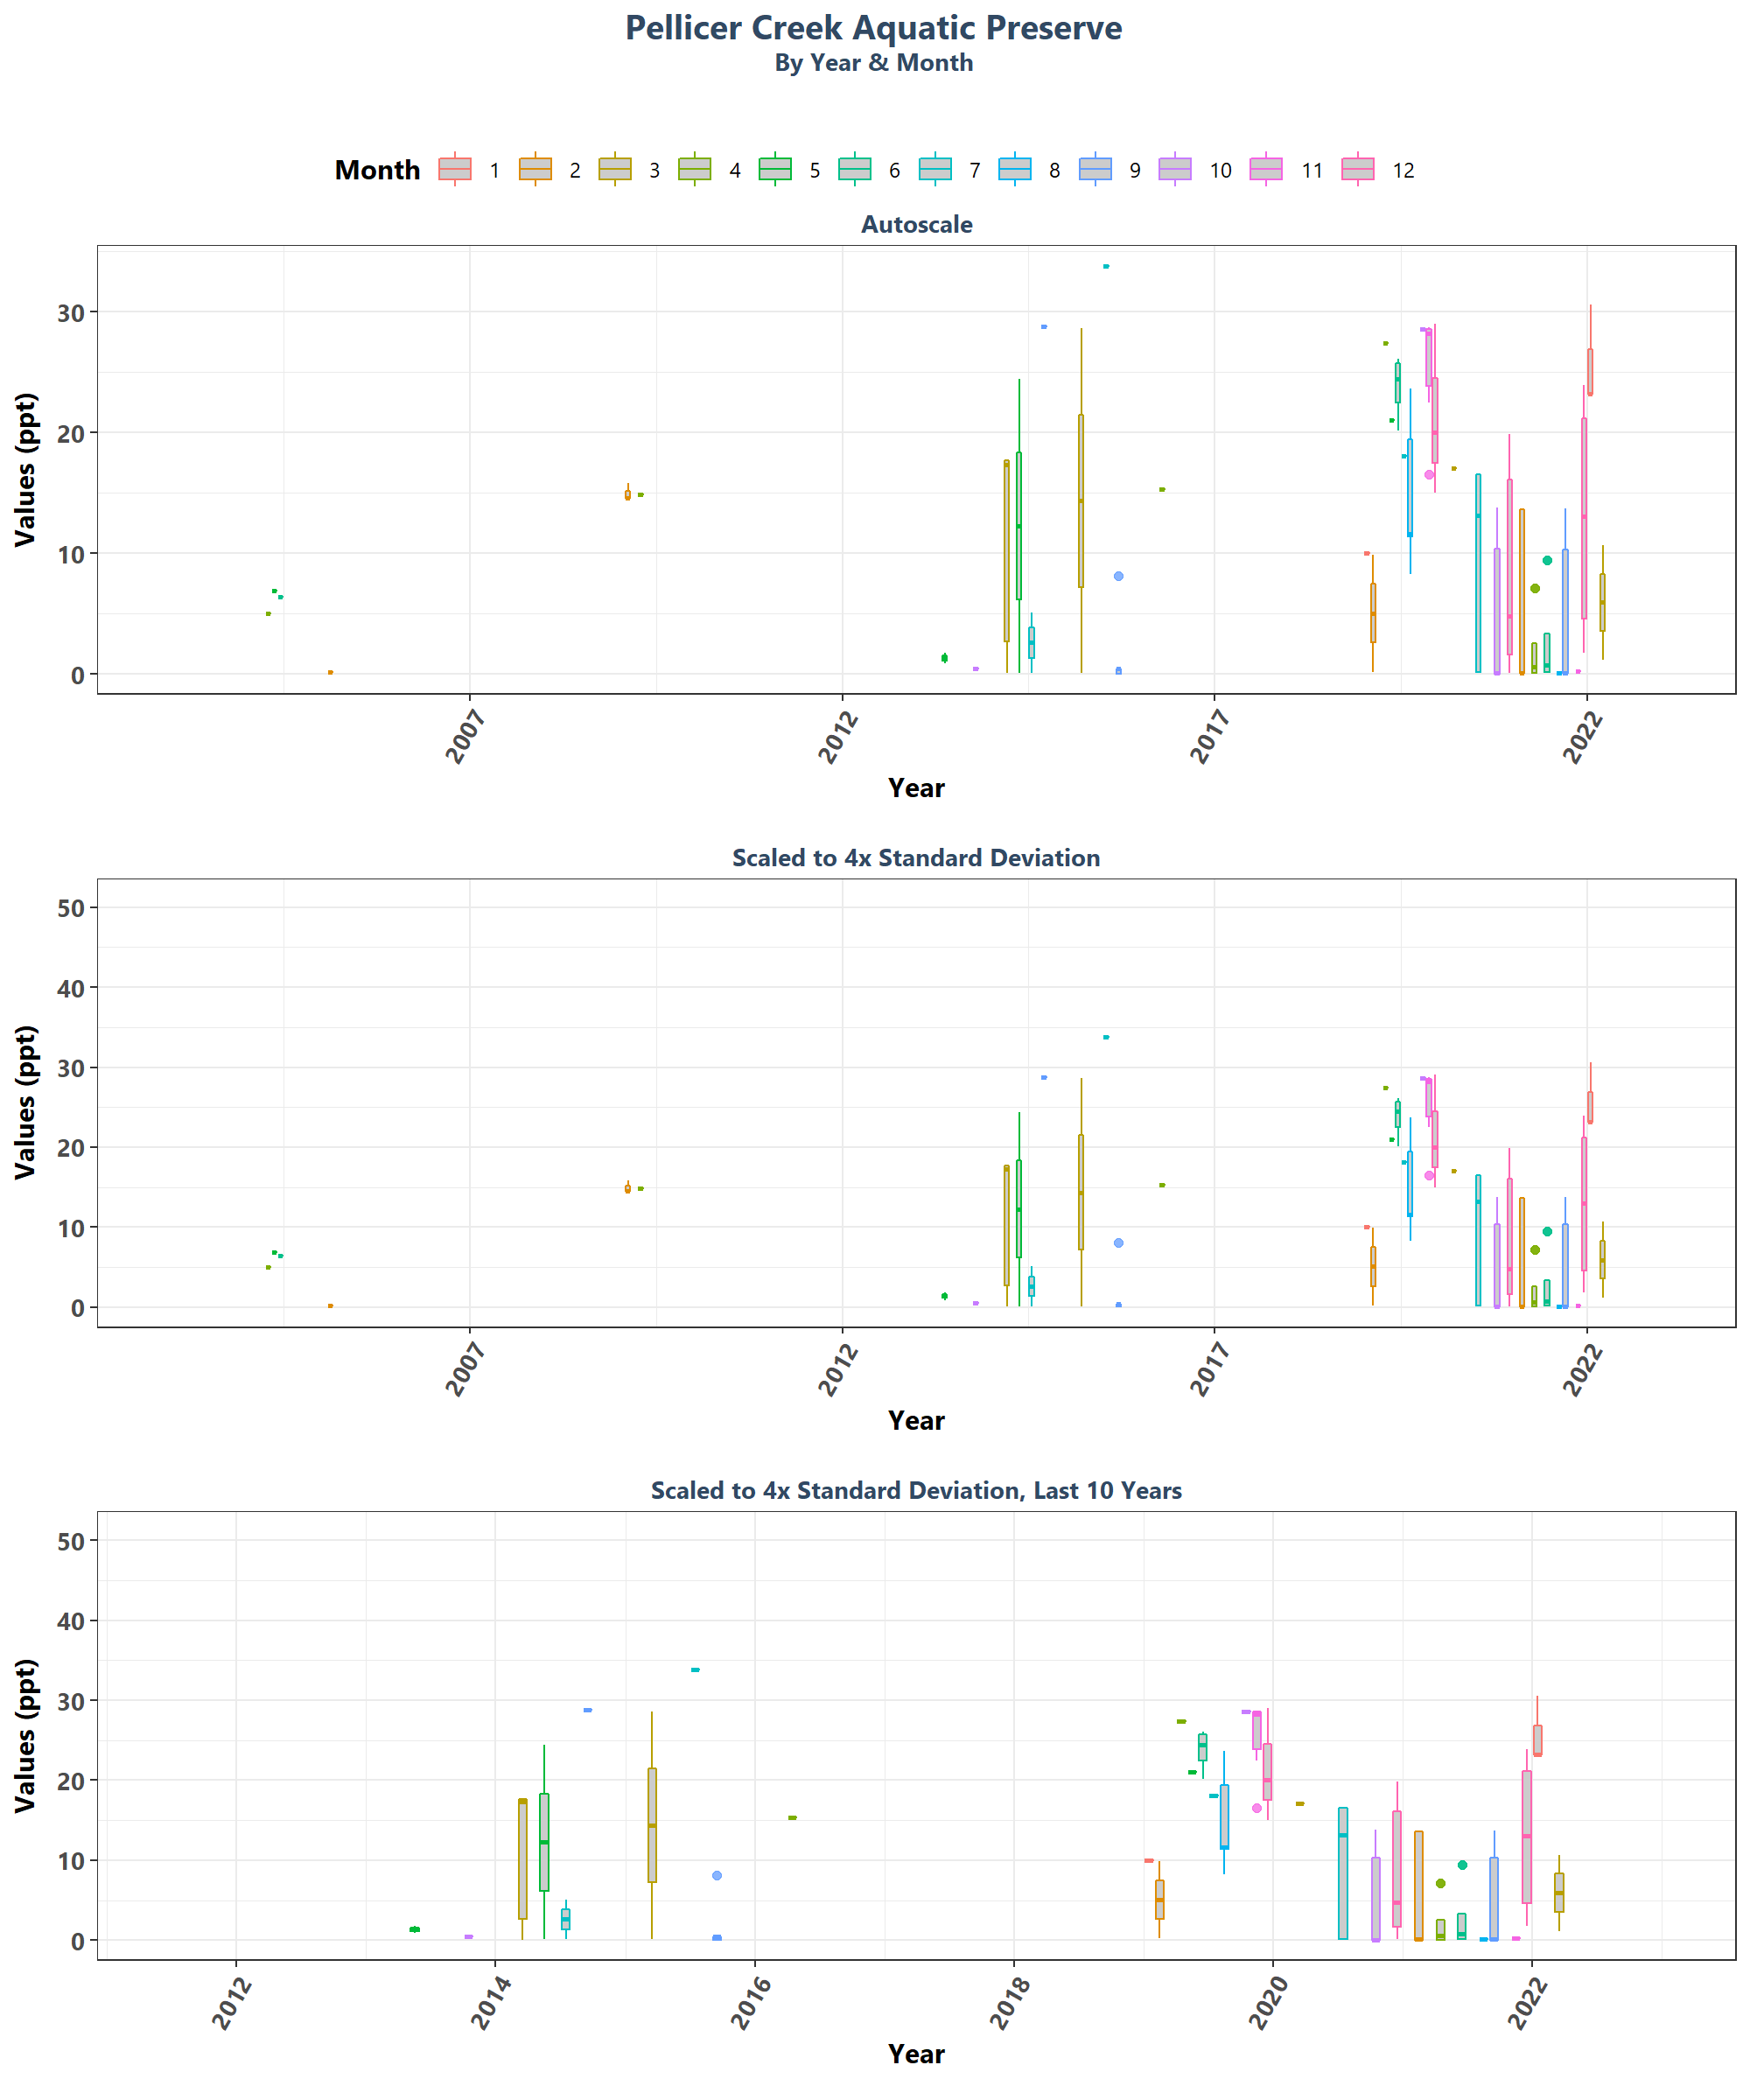 Pellicer Creek Aquatic Preserve
By Year & Month
Month 1 2 3 4 5 6 7 8 9 10 11 12
Autoscale
Values (ppt)
30
20
10
0
2007 2012 2017 2022
Year
Scaled to 4x Standard Deviation
Values (ppt)
50
40
30
20
10
0
2007 2012 2017 2022
Year
Scaled to 4x Standard Deviation, Last 10 Years
Values (ppt)
50
40
30
20
10
0
2012 2014 2016 2018 2020 2022
Year